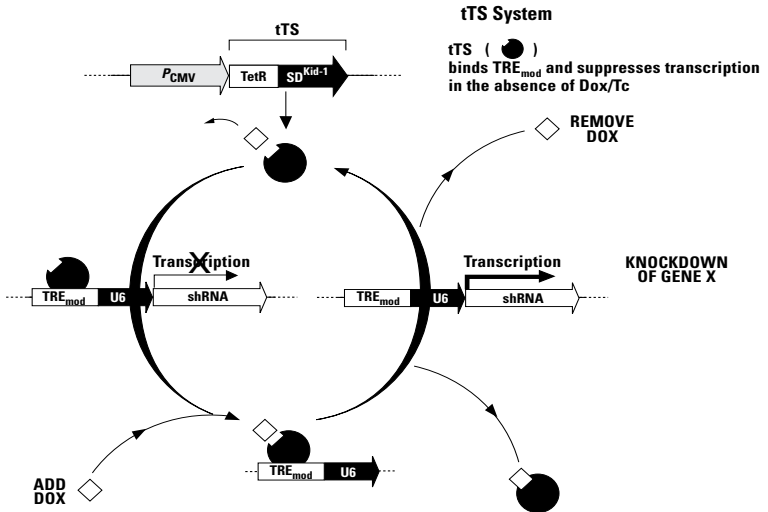 tTS System
tTS
tTS ( )
binds TREmod and suppresses transcription
in the absence of Dox/Tc
PCMV
TetR
SDKid-1
REMOVE
DOX
Transcription
X
TREmod
U6
shRNA
Transcription
TREmod
U6
shRNA
KNOCKDOWN
OF GENE X
TREmod
U6
ADD
DOX